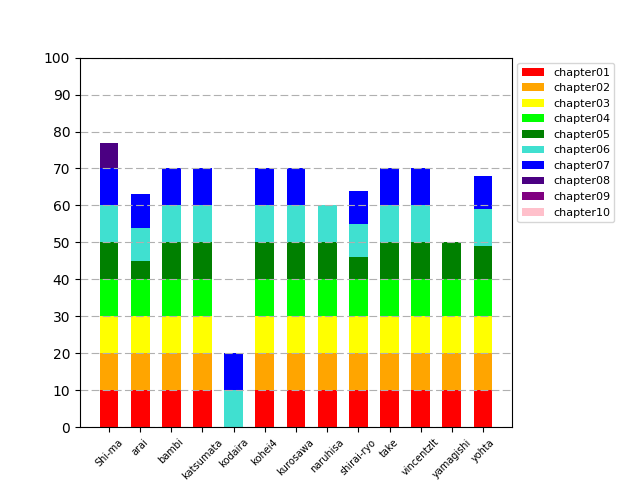 100
90
80
70
60
50
40
30
20
10
0
Shi-ma
arai
bambi
katsumata
kodaira
kohei4
kurosawa
naruhisa
shirai-ryo
take
vincentzlt
yamagishi
yohta
chapter01
chapter02
chapter03
chapter04
chapter05
chapter06
chapter07
chapter08
chapter09
chapter10